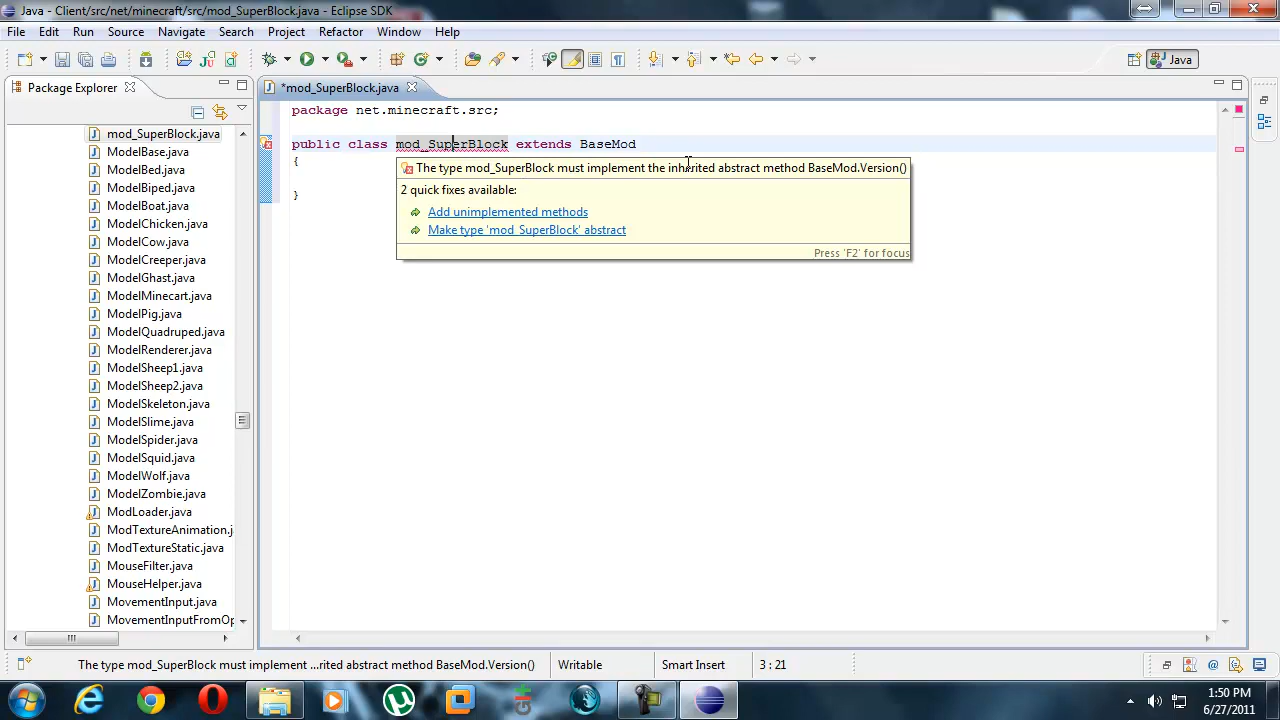 Java - Client/src/net/minecraft/src/mod_SuperBlock.java - Eclipse SDK
File Edit Run Source Navigate Search Project Refactor Window Help
Java
Package Explorer
*mod_SuperBlock.java
mod_SuperBlock.java
ModelBase.java
ModelBed.java
ModelBiped.java
ModelBoat.java
ModelChicken.java
ModelCow.java
ModelCreeper.java
ModelGhast.java
ModelMinecart.java
ModelPig.java
ModelQuadruped.java
ModelRenderer.java
ModelSheep1.java
ModelSheep2.java
ModelSkeleton.java
ModelSlime.java
ModelSpider.java
ModelSquid.java
ModelWolf.java
ModelZombie.java
ModLoader.java
ModTextureAnimation.j
ModTextureStatic.java
MouseFilter.java
MouseHelper.java
MovementInput.java
MovementInputFromOp
package net.minecraft.src;
public class mod_SuperBlock extends BaseMod
{
}
The type mod_SuperBlock must implement the inherited abstract method BaseMod.Version()
2 quick fixes available:
Add unimplemented methods
Make type 'mod_SuperBlock' abstract
Press 'F2' for focus
The type mod_SuperBlock must implement ...rited abstract method BaseMod.Version()
Writable
Smart Insert
3 : 21
1:50 PM
6/27/2011